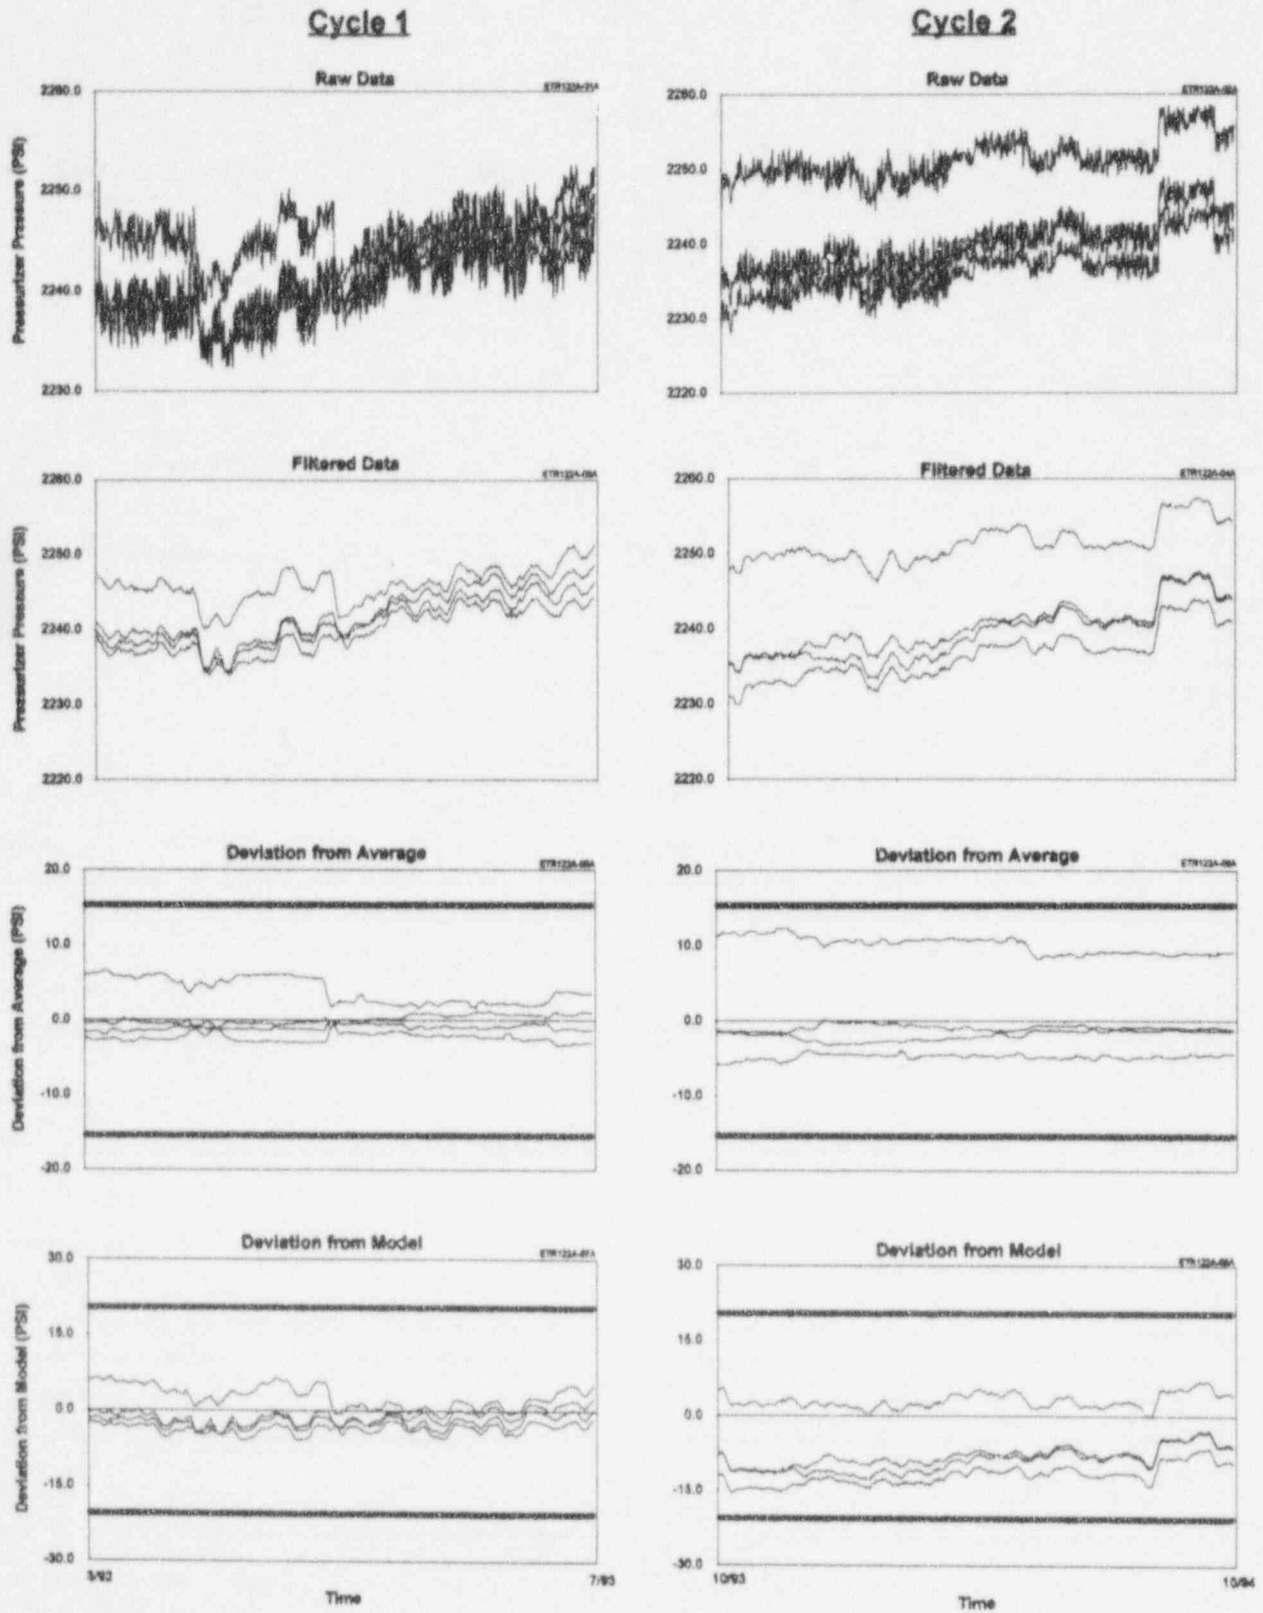 Cycle 1
Cycle 2
Raw Data
2260.0
2250.0
2240.0
2230.0
Pressurizer Pressure (PSI)
Raw Data
2260.0
2250.0
2240.0
2230.0
2220.0
Filtered Data
2260.0
2250.0
2240.0
2230.0
2220.0
Pressurizer Pressure (PSI)
Filtered Data
2260.0
2250.0
2240.0
2230.0
2220.0
Deviation from Average
20.0
10.0
0.0
-10.0
-20.0
Deviation from Average (PSI)
Deviation from Average
20.0
10.0
0.0
-10.0
-20.0
Deviation from Model
30.0
15.0
0.0
-15.0
-30.0
Deviation from Model (PSI)
7/93
Time
Deviation from Model
30.0
15.0
0.0
-15.0
-30.0
10/93
10/94
Time